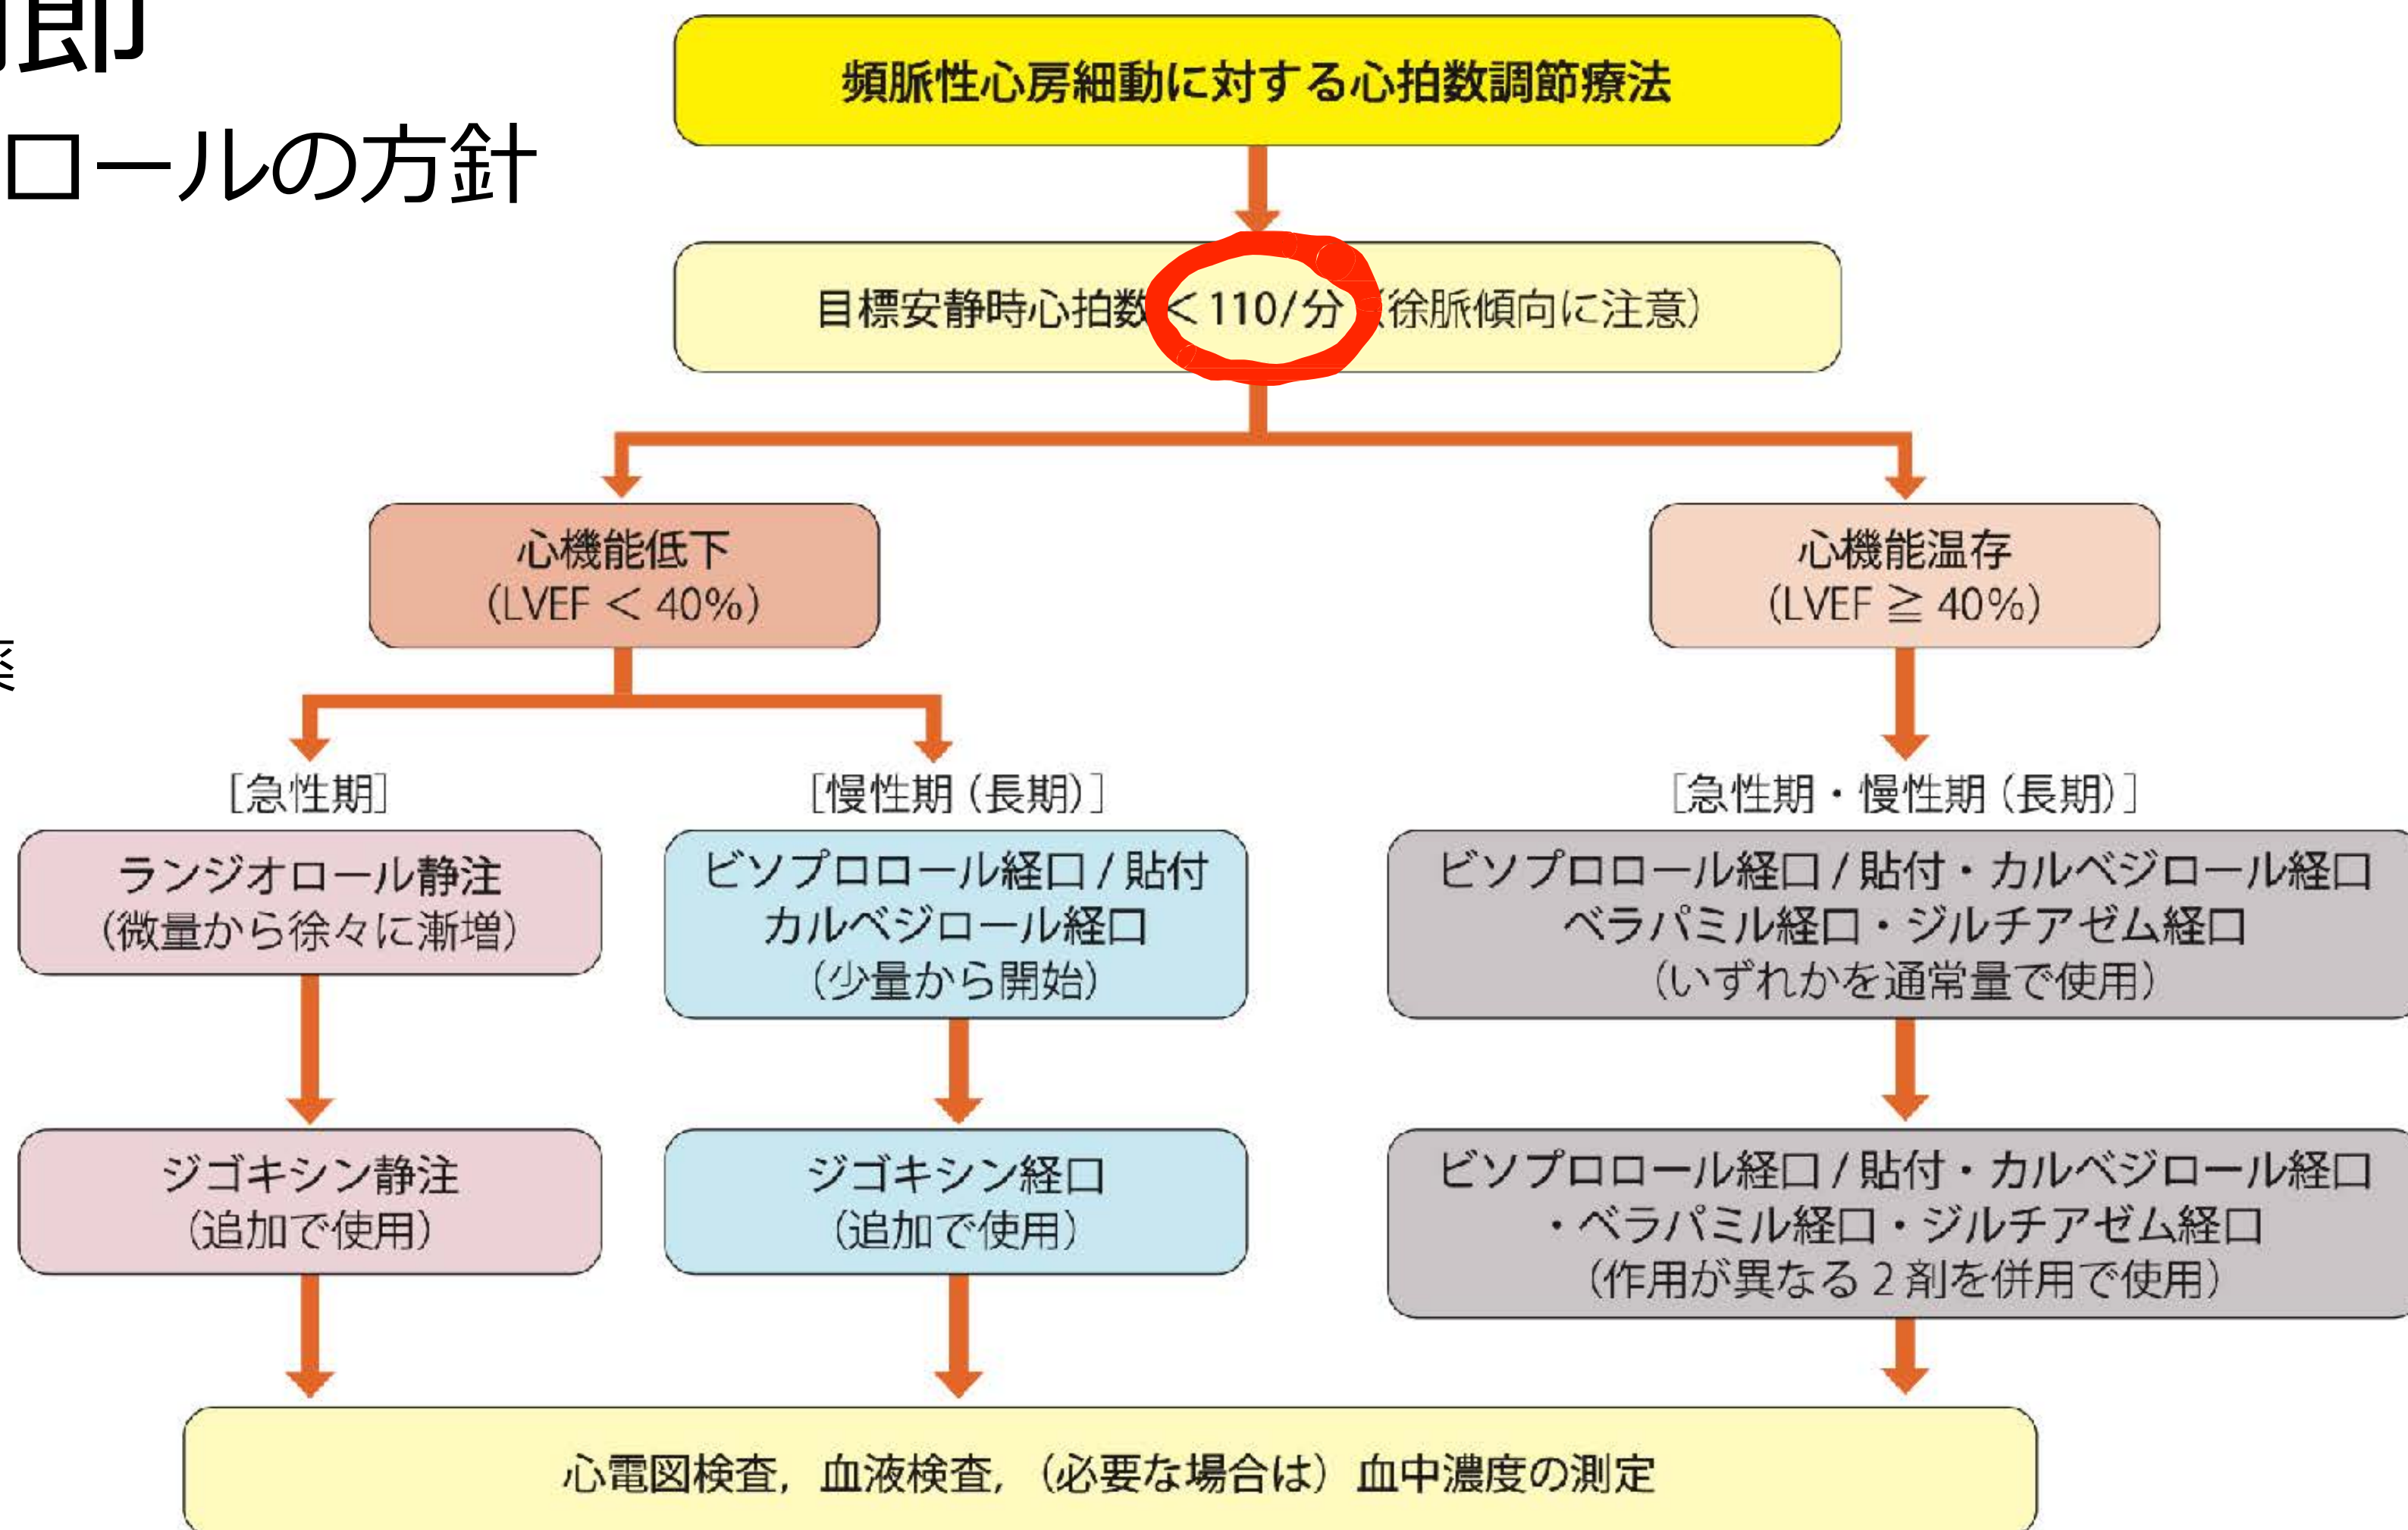 節
ロールの方針
頻脈性心房細動に対する心拍数調節療法
目標安静時心拍数＜110/分（徐脈傾向に注意）
心機能低下
（LVEF ＜ 40%）
心機能温存
（LVEF ≧ 40%）
薬
［急性期］
［慢性期（長期）］
［急性期・慢性期（長期）］
ランジオロール静注
（微量から徐々に漸増）
ビソプロロール経口 / 貼付
カルベジロール経口
（少量から開始）
ビソプロロール経口 / 貼付・カルベジロール経口
ベラパミル経口・ジルチアゼム経口
（いずれかを通常量で使用）
ジゴキシン静注
（追加で使用）
ジゴキシン経口
（追加で使用）
ビソプロロール経口 / 貼付・カルベジロール経口
・ベラパミル経口・ジルチアゼム経口
（作用が異なる 2 剤を併用で使用）
心電図検査，血液検査，（必要な場合は）血中濃度の測定